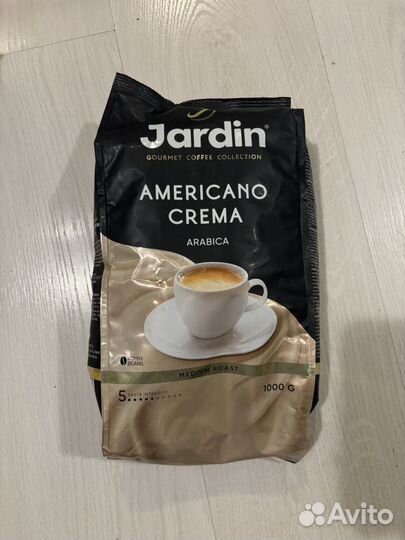 Jardin®
GOURMET COFFEE COLLECTION
AMERICANO
CREMA
ARABICA
COFFEE
BEANS
MEDIUM ROAST
5 TASTE INTENSITY
1000 G
Avito